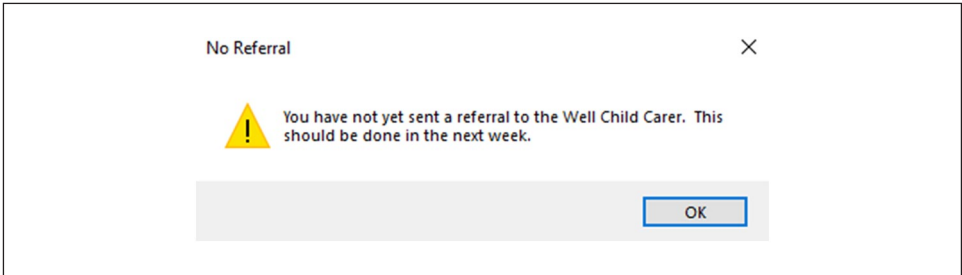 No Referral
You have not yet sent a referral to the Well Child Carer.  This
should be done in the next week.
OK